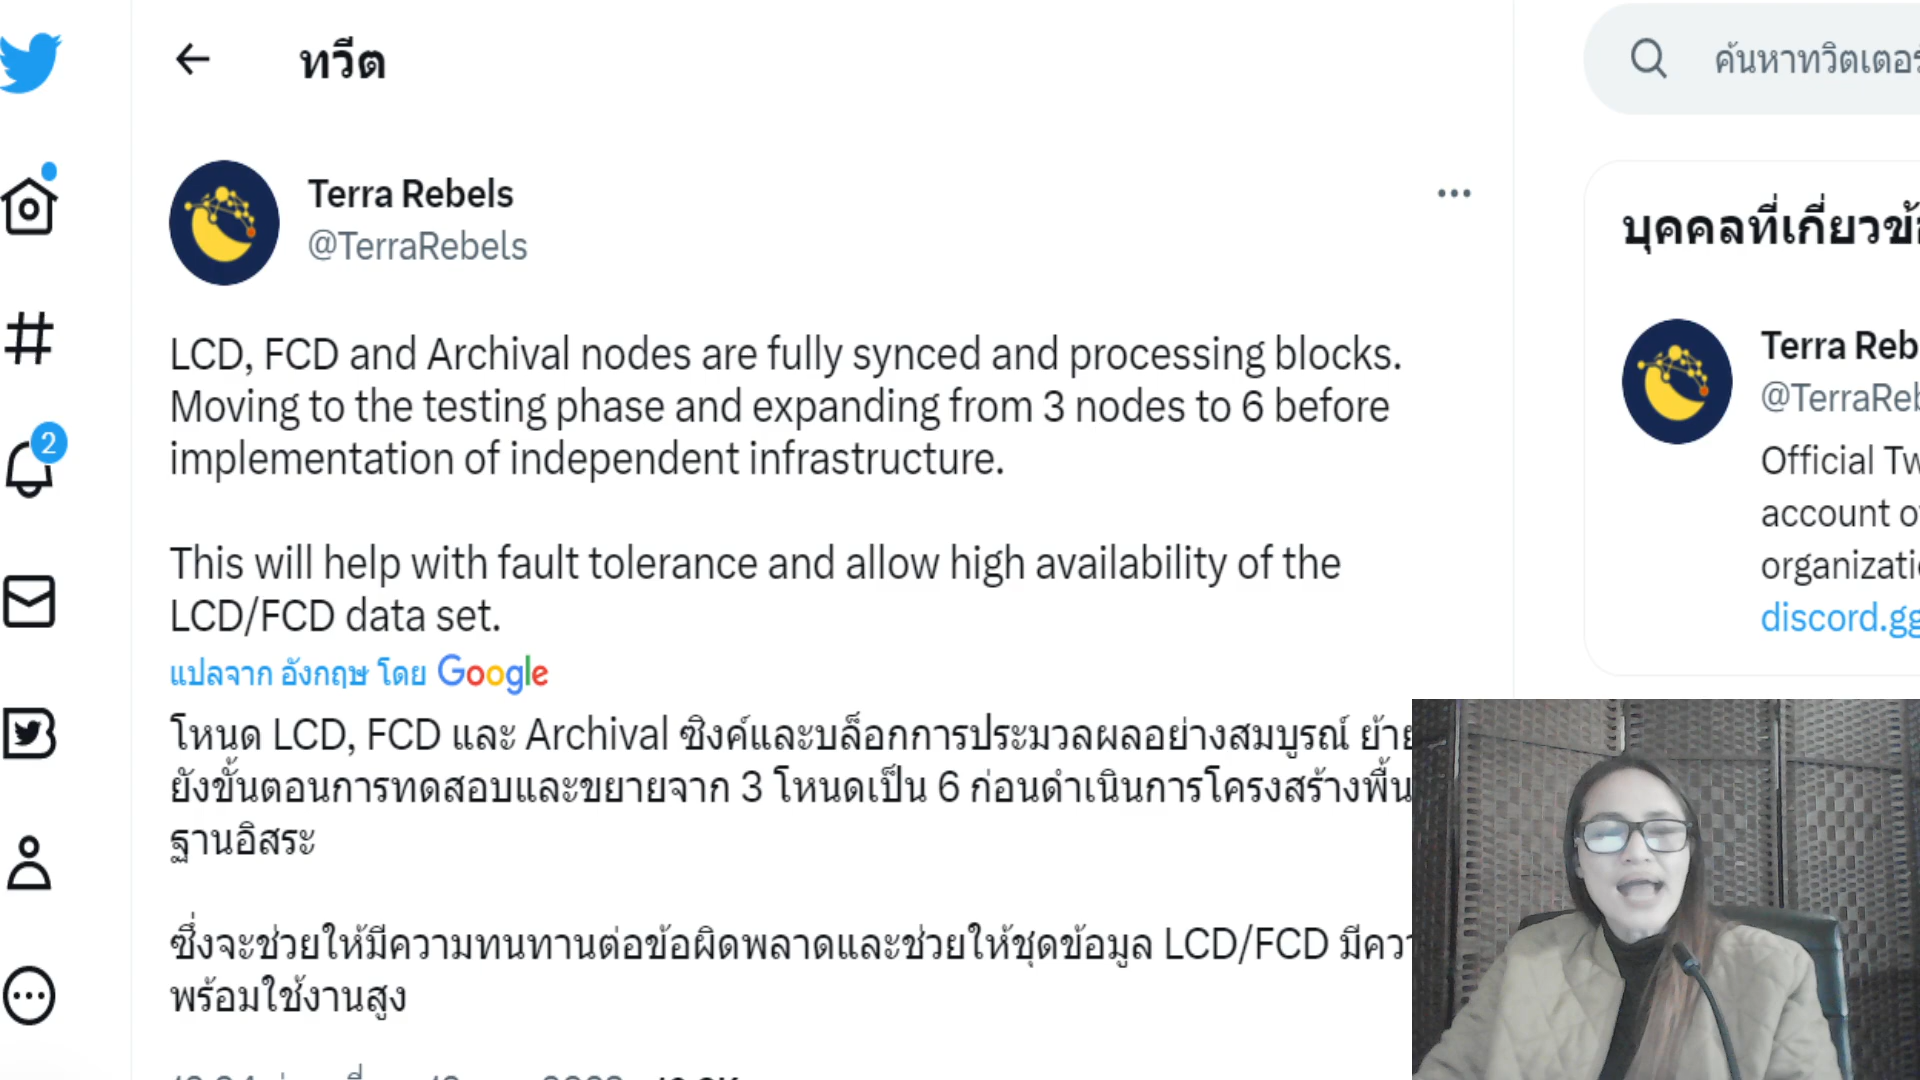 ทวีต
ค้นหาทวิตเตอร์
Terra Rebels
@TerraRebels
LCD, FCD and Archival nodes are fully synced and processing blocks.
Moving to the testing phase and expanding from 3 nodes to 6 before
implementation of independent infrastructure.
This will help with fault tolerance and allow high availability of the
LCD/FCD data set.
แปลจาก อังกฤษ โดย Google
โหนด LCD, FCD และ Archival ซิงค์และบล็อกการประมวลผลอย่างสมบูรณ์ ย้าย
ยังขั้นตอนการทดสอบและขยายจาก 3 โหนดเป็น 6 ก่อนดำเนินการโครงสร้างพื้น
ฐานอิสระ
ซึ่งจะช่วยให้มีความทนทานต่อข้อผิดพลาดและช่วยให้ชุดข้อมูล LCD/FCD มีคว
พร้อมใช้งานสูง
2
บุคคลที่เกี่ยวข้อ
Terra Reb
@TerraReb
Official Tw
account o
organizati
discord.gg